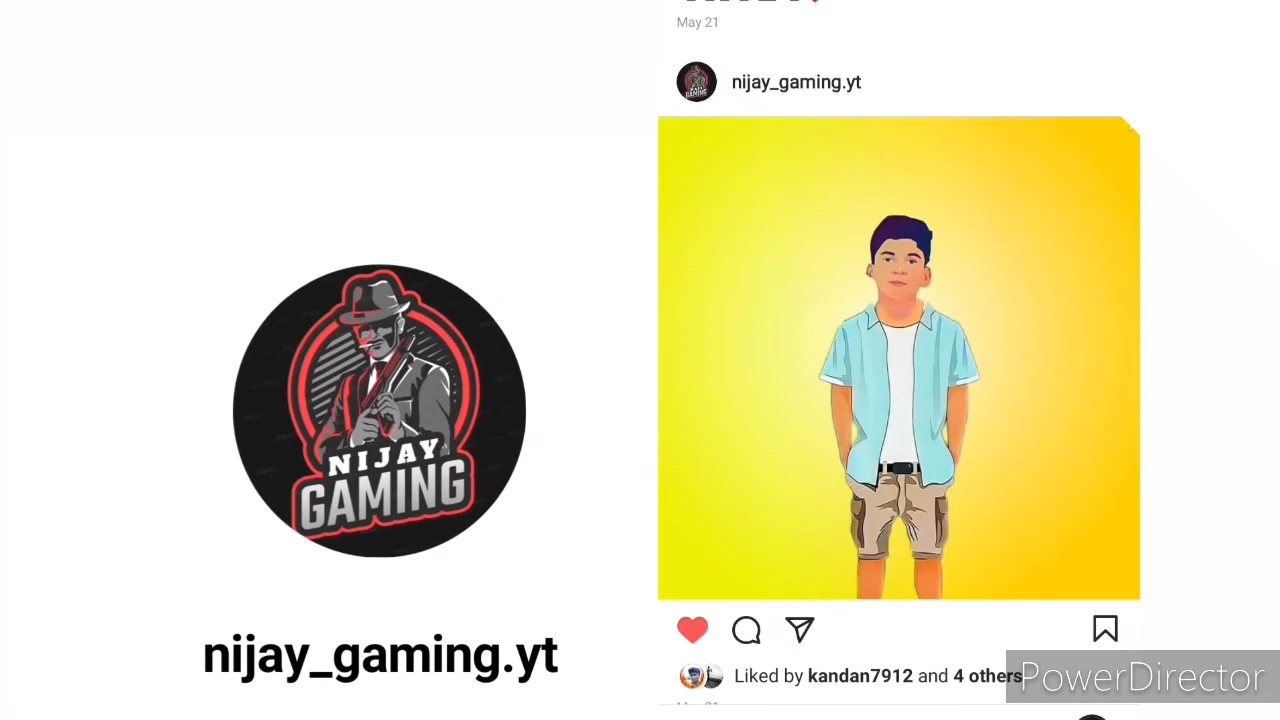 NIJAY
GAMING
nijay_gaming.yt
May 21
nijay_gaming.yt
Liked by kandan7912 and 4 others
PowerDirector